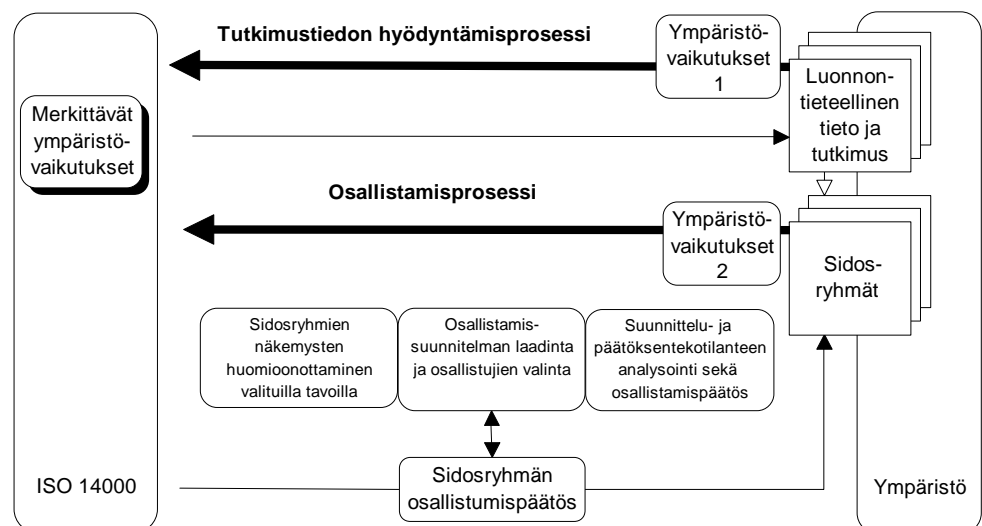 Tutkimustiedon hyödyntämisprosessi
Ympäristö-
vaikutukset
1
Luonnon-
tieteellinen
tieto ja
tutkimus
Merkittävät
ympäristö-
vaikutukset
Osallistamisprosessi
Ympäristö-
vaikutukset
2
Sidos-
ryhmät
Sidosryhmien
näkemysten
huomioonottaminen
valituilla tavoilla
Osallistamis-
suunnitelman laadinta
ja osallistujien valinta
Suunnittelu- ja
päätöksentekotilanteen
analysointi sekä
osallistamispäätös
Sidosryhmän
osallistumispäätös
ISO 14000
Ympäristö